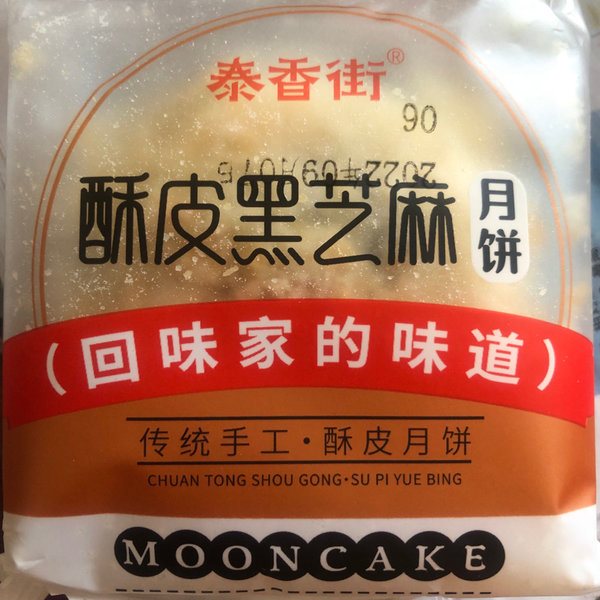 泰香街®
90
2022年09月07日
酥皮黑芝麻
月饼
(回味家的味道)
传统手工·酥皮月饼
CHUAN TONG SHOU GONG·SU PI YUE BING
MOONCAKE